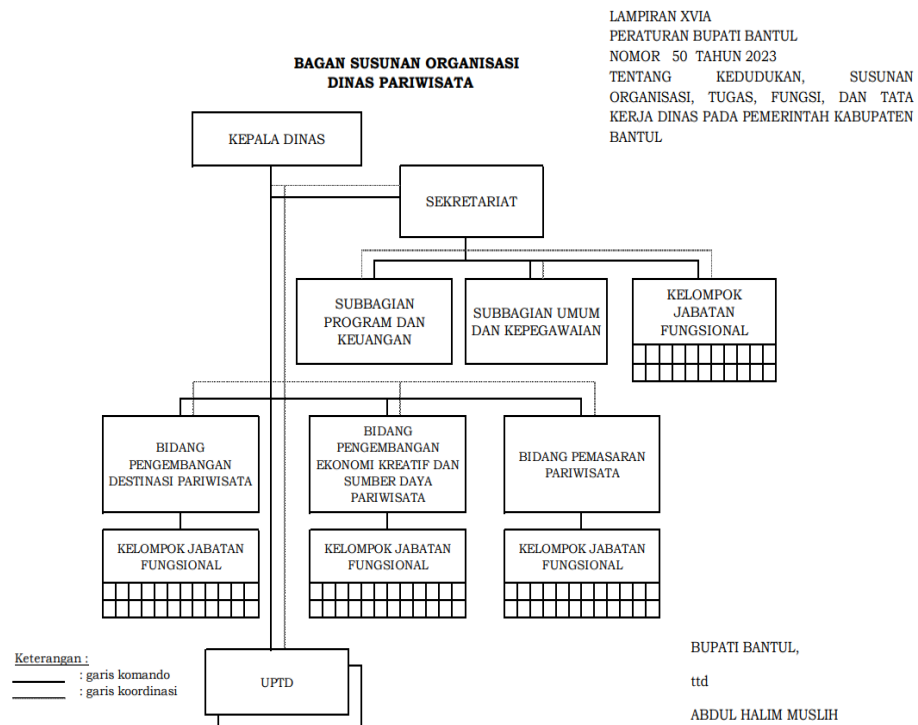 LAMPIRAN XVIA
PERATURAN BUPATI BANTUL
NOMOR 50 TAHUN 2023
TENTANG KEDUDUKAN, SUSUNAN
ORGANISASI, TUGAS, FUNGSI, DAN TATA
KERJA DINAS PADA PEMERINTAH KABUPATEN
BANTUL
BAGAN SUSUNAN ORGANISASI
DINAS PARIWISATA
KEPALA DINAS
SEKRETARIAT
SUBBAGIAN
PROGRAM DAN
KEUANGAN
SUBBAGIAN UMUM
DAN KEPEGAWAIAN
KELOMPOK
JABATAN
FUNGSIONAL
BIDANG
PENGEMBANGAN
DESTINASI PARIWISATA
BIDANG
PENGEMBANGAN
EKONOMI KREATIF DAN
SUMBER DAYA
PARIWISATA
BIDANG PEMASARAN
PARIWISATA
KELOMPOK JABATAN
FUNGSIONAL
KELOMPOK JABATAN
FUNGSIONAL
KELOMPOK JABATAN
FUNGSIONAL
UPTD
Keterangan :
: garis komando
: garis koordinasi
BUPATI BANTUL,
ttd
ABDUL HALIM MUSLIH